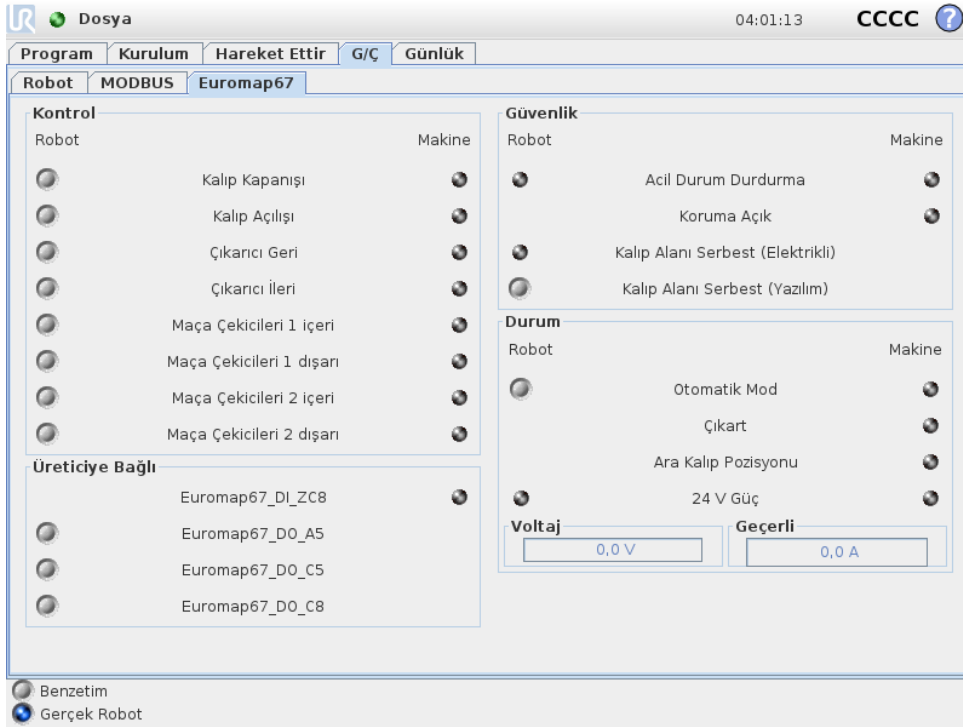 UR Dosya 04:01:13 CCCC ?
Program Kurulum Hareket Ettir G/Ç Günlük
Robot MODBUS Euromap67
Kontrol
Robot Makine
Kalıp Kapanışı
Kalıp Açılışı
Çıkarıcı Geri
Çıkarıcı İleri
Maça Çekicileri 1 içeri
Maça Çekicileri 1 dışarı
Maça Çekicileri 2 içeri
Maça Çekicileri 2 dışarı
Üreticiye Bağlı
Euromap67_DI_ZC8
Euromap67_DO_A5
Euromap67_DO_C5
Euromap67_DO_C8
Güvenlik
Robot Makine
Acil Durum Durdurma
Koruma Açık
Kalıp Alanı Serbest (Elektrikli)
Kalıp Alanı Serbest (Yazılım)
Durum
Robot Makine
Otomatik Mod
Çıkart
Ara Kalıp Pozisyonu
24 V Güç
Voltaj Geçerli
0,0 V 0,0 A
Benzetim
Gerçek Robot